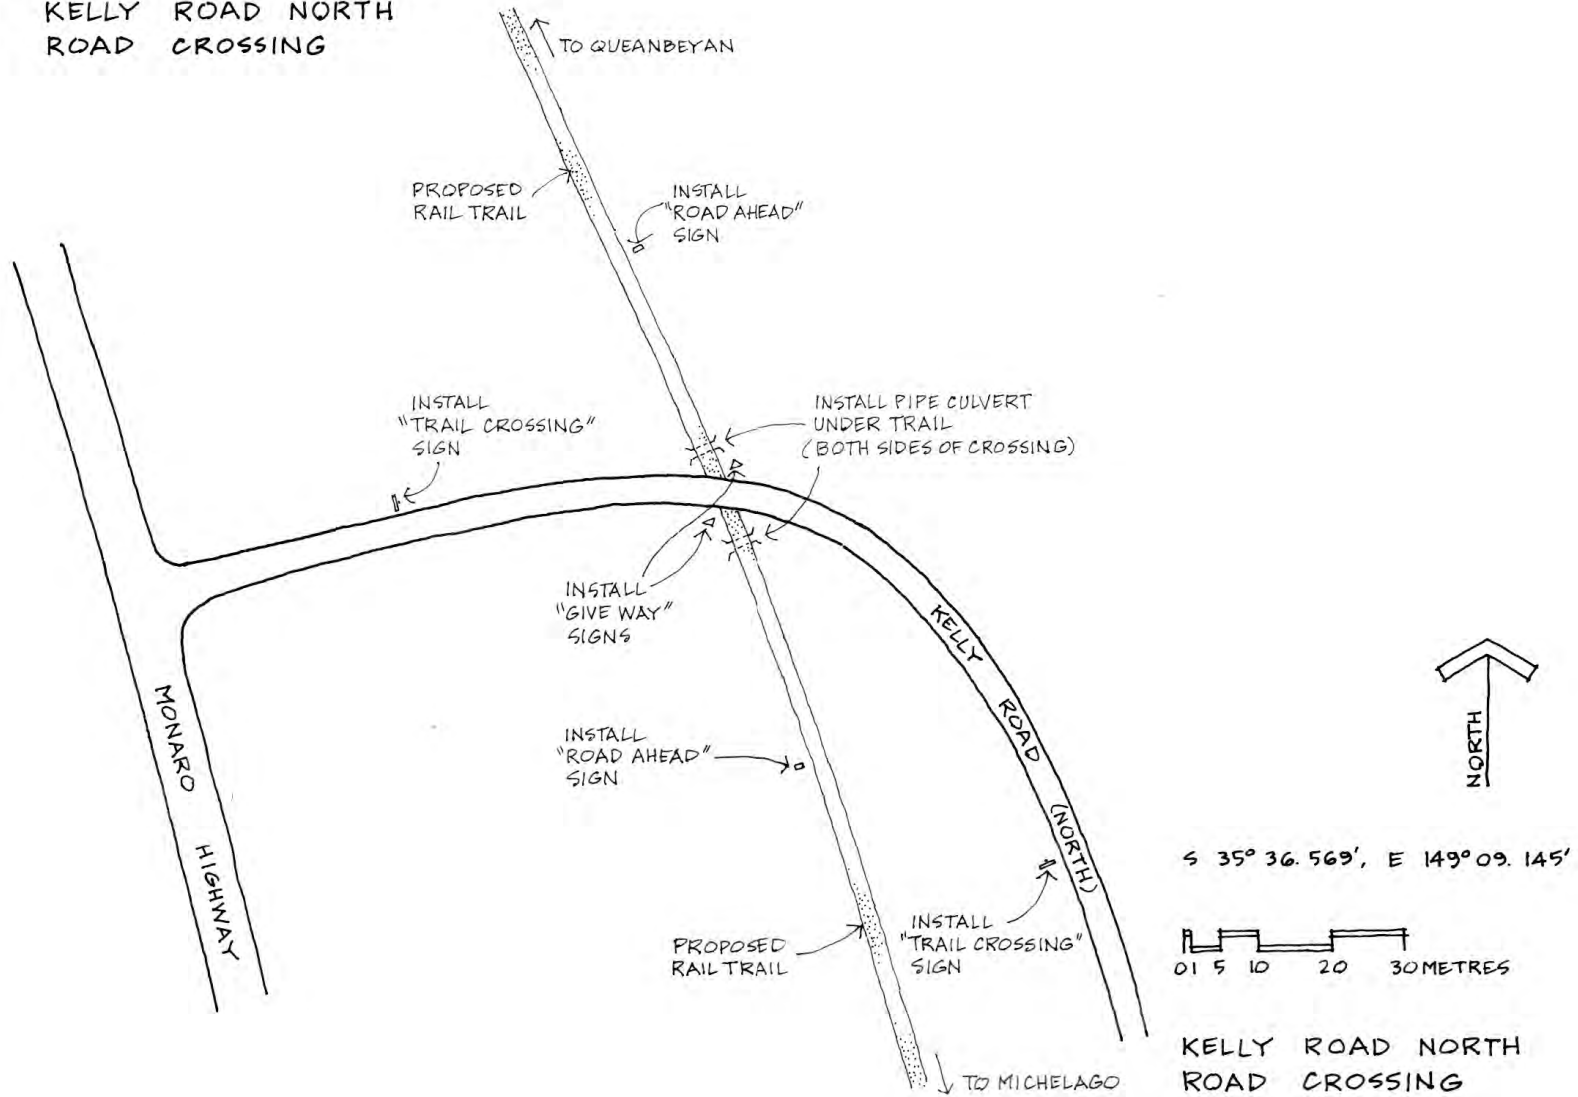 KELLY ROAD NORTH
ROAD CROSSING
TO QUEANBEYAN
PROPOSED
RAIL TRAIL
INSTALL
"ROAD AHEAD"
SIGN
INSTALL
"TRAIL CROSSING"
SIGN
INSTALL PIPE CULVERT
UNDER TRAIL
(BOTH SIDES OF CROSSING)
INSTALL
"GIVE WAY"
SIGNS
KELLY ROAD (NORTH)
MONARO HIGHWAY
INSTALL
"ROAD AHEAD"
SIGN
NORTH
S 35° 36.569', E 149° 09.145'
PROPOSED
RAIL TRAIL
INSTALL
"TRAIL CROSSING"
SIGN
0 1 5 10 20 30 METRES
KELLY ROAD NORTH
ROAD CROSSING
TO MICHELAGO